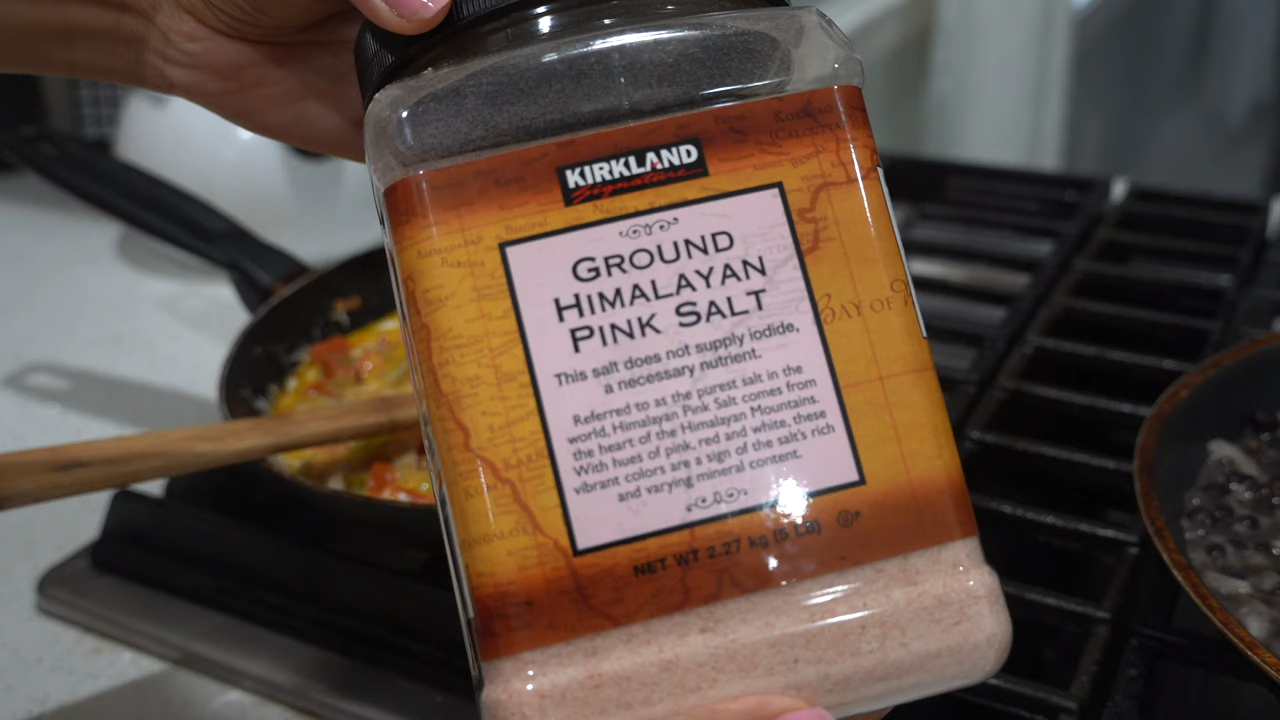 KIRKLAND
Signature
GROUND
HIMALAYAN
PINK SALT
This salt does not supply iodide,
a necessary nutrient.
Referred to as the purest salt in the
world, Himalayan Pink Salt comes from
the heart of the Himalayan Mountains.
With hues of pink, red and white, these
vibrant colors are a sign of the salt's rich
and varying mineral content.
NET WT 2.27 kg (5 LB)
BAY OF